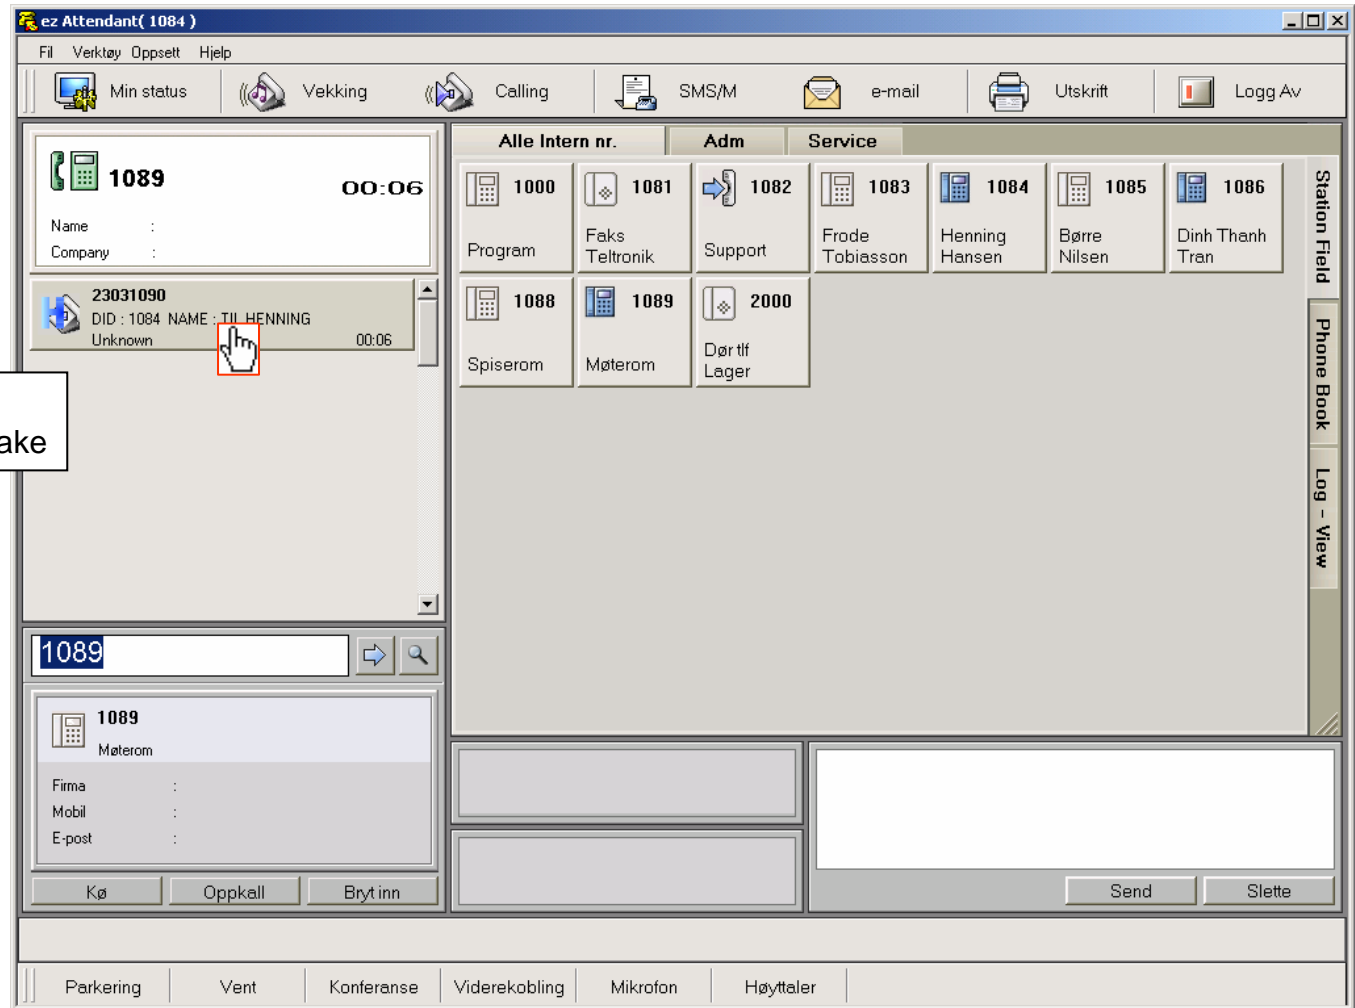 ez Attendant( 1084 )
Fil Verktøy Oppsett Hjelp
Min status Vekking Calling SMS/M e-mail Utskrift Logg Av
1089 00:06
Name :
Company :
23031090
DID : 1084 NAME : TIL HENNING
Unknown 00:06
ake
1089
1089
Møterom
Firma :
Mobil :
E-post :
Kø Oppkall Bryt inn
Alle Intern nr. Adm Service
1000 1081 1082 1083 1084 1085 1086
Program Faks Support Frode Henning Børre Dinh Thanh
Teltronik Tobiasson Hansen Nilsen Tran
1088 1089 2000
Spiserom Møterom Dør tlf
Lager
Station Field
Phone Book
Log - View
Send Slette
Parkering Vent Konferanse Viderekobling Mikrofon Høyttaler